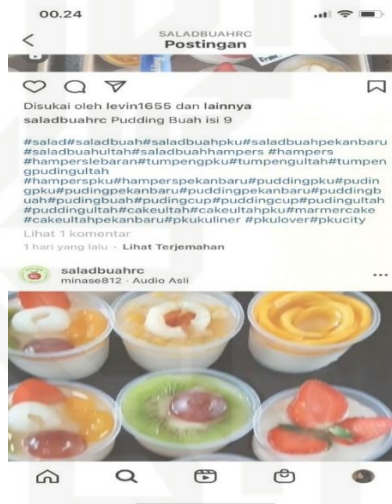 00.24
SALADBUAHRC
Postingan
Disukai oleh levin1655 dan lainnya
saladbuahrc Pudding Buah isi 9
#salad#saladbuah#saladbuahpku#saladbuahpekanbaru
#saladbuahultah#saladbuahhampers #hampers
#hamperslebaran#tumpengpku#tumpengultah#tumpen
gpudingultah
#hamperspku#hamperspekanbaru#puddingpku#pudin
gpku#pudingpekanbaru#puddingpekanbaru#puddingb
uah#pudingbuah#pudingcup#puddingcup#pudingultah
#puddingultah#cakeultah#cakeultahpku#marmercake
#cakeultahpekanbaru#pkukuliner #pkulover#pkucity
Lihat 1 komentar
1 hari yang lalu · Lihat Terjemahan
saladbuahrc
minase812 · Audio Asli